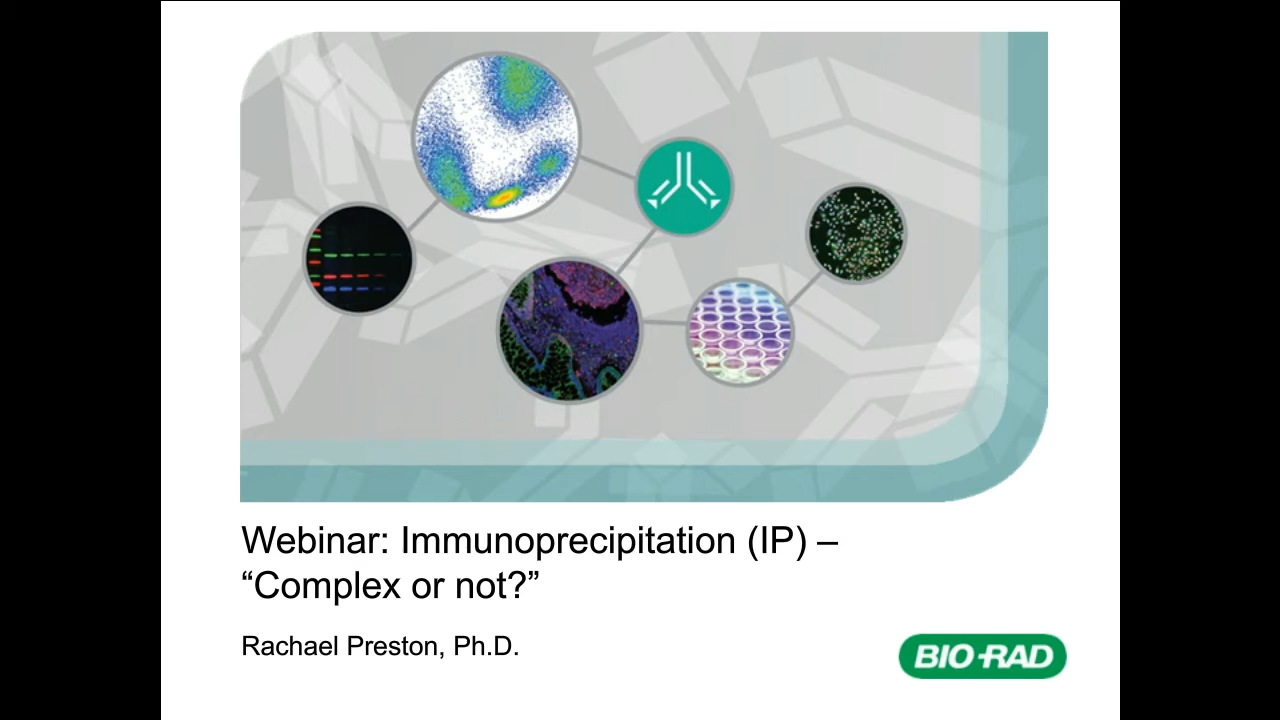 Webinar: Immunoprecipitation (IP) –
“Complex or not?”
Rachael Preston, Ph.D.
BIO-RAD